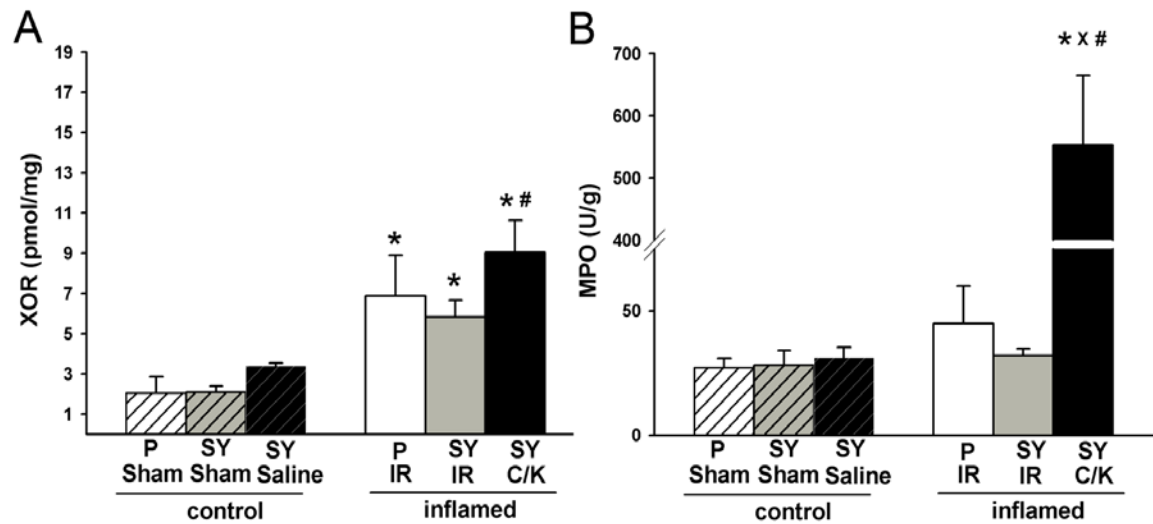 A
XOR (pmol/mg)
19
17
15
13
11
9
7
5
3
1
* * * #
P SY SY P SY SY
Sham Sham Saline IR IR C/K
control inflamed
B
MPO (U/g)
700
600
500
400
50
0
* x #
P SY SY P SY SY
Sham Sham Saline IR IR C/K
control inflamed